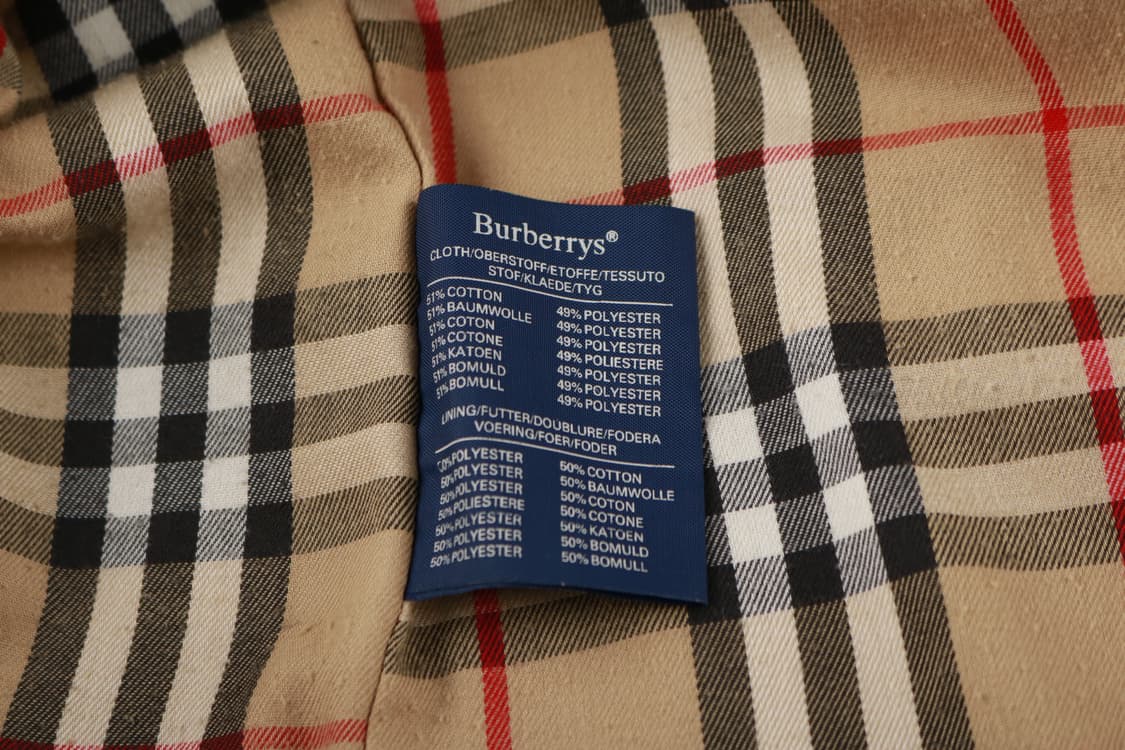 Burberrys®
CLOTH/OBERSTOFF/ETOFFE/TESSUTO
STOF/KLAEDE/TYG
51% COTTON 49% POLYESTER
51% BAUMWOLLE 49% POLYESTER
51% COTON 49% POLYESTER
51% COTONE 49% POLIESTERE
51% KATOEN 49% POLYESTER
51% BOMULD 49% POLYESTER
51% BOMULL 49% POLYESTER
LINING/FUTTER/DOUBLURE/FODERA
VOERING/FOER/FODER
50% POLYESTER 50% COTTON
50% POLYESTER 50% BAUMWOLLE
50% POLYESTER 50% COTON
50% POLIESTERE 50% COTONE
50% POLYESTER 50% KATOEN
50% POLYESTER 50% BOMULD
50% POLYESTER 50% BOMULL